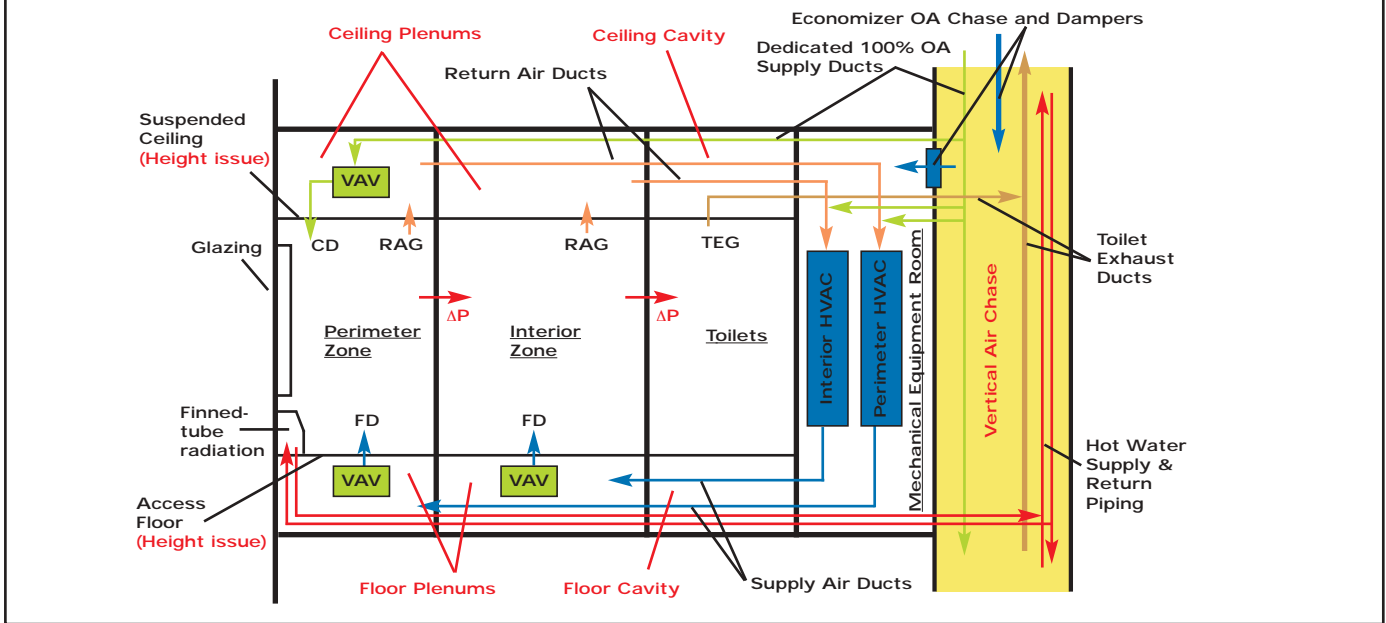 Economizer OA Chase and Dampers
Ceiling Plenums
Ceiling Cavity
Dedicated 100% OA
Supply Ducts
Return Air Ducts
Suspended
Ceiling
(Height issue)
VAV
Glazing
CD
RAG
RAG
TEG
Toilet
Exhaust
Ducts
ΔP
ΔP
Perimeter
Zone
Interior
Zone
Toilets
Interior HVAC
Perimeter HVAC
Mechanical Equipment Room
Vertical Air Chase
Finned-
tube
radiation
FD
FD
VAV
VAV
Hot Water
Supply &
Return
Piping
Access
Floor
(Height issue)
Floor Plenums
Floor Cavity
Supply Air Ducts